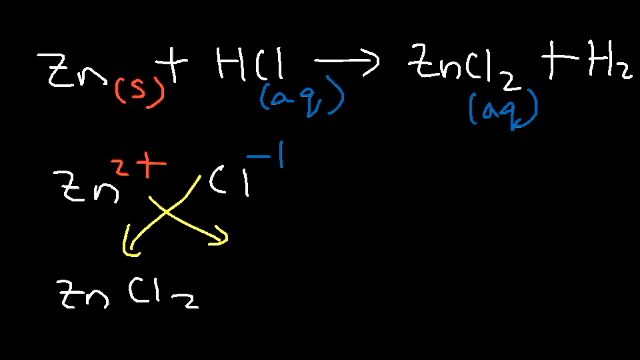 Zn(s) + HCl → ZnCl₂ + H₂
(aq) (aq)
Zn²⁺ Cl⁻¹
ZnCl₂